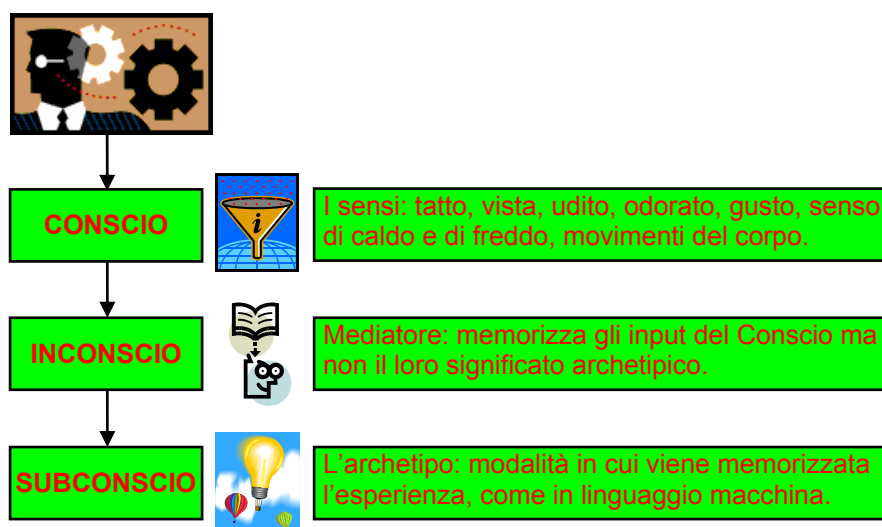 CONSCIO
i
I sensi: tatto, vista, udito, odorato, gusto, senso
di caldo e di freddo, movimenti del corpo.
INCONSCIO
Mediatore: memorizza gli input del Conscio ma
non il loro significato archetipico.
SUBCONSCIO
L’archetipo: modalità in cui viene memorizzata
l’esperienza, come in linguaggio macchina.